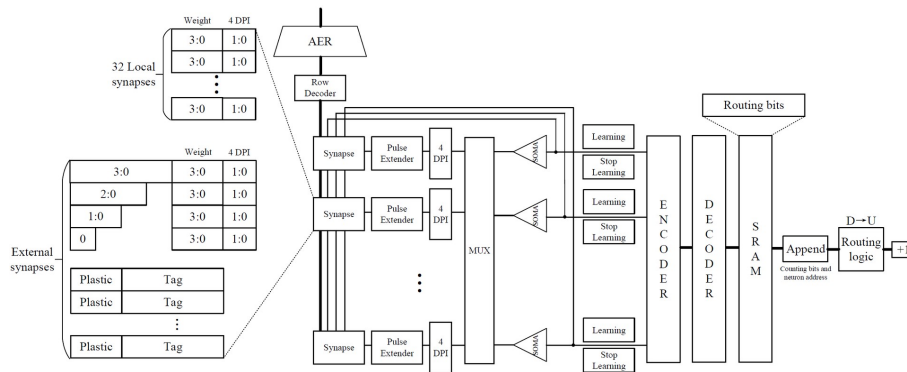 Weight 4 DPI
32 Local
synapses
3:0 1:0
3:0 1:0
3:0 1:0
AER
Row
Decoder
Routing bits
Weight 4 DPI
External
synapses
3:0 3:0 1:0
2:0 3:0 1:0
1:0 3:0 1:0
0 3:0 1:0
Plastic Tag
Plastic Tag
Plastic Tag
Synapse
Pulse
Extender
4
DPI
SOMA
Learning
Stop
Learning
Synapse
Pulse
Extender
4
DPI
SOMA
Learning
Stop
Learning
Synapse
Pulse
Extender
4
DPI
SOMA
Learning
Stop
Learning
MUX
ENCODER
DECODER
SRAM
Append
Counting bits and
neuron address
D→U
Routing
logic
+1